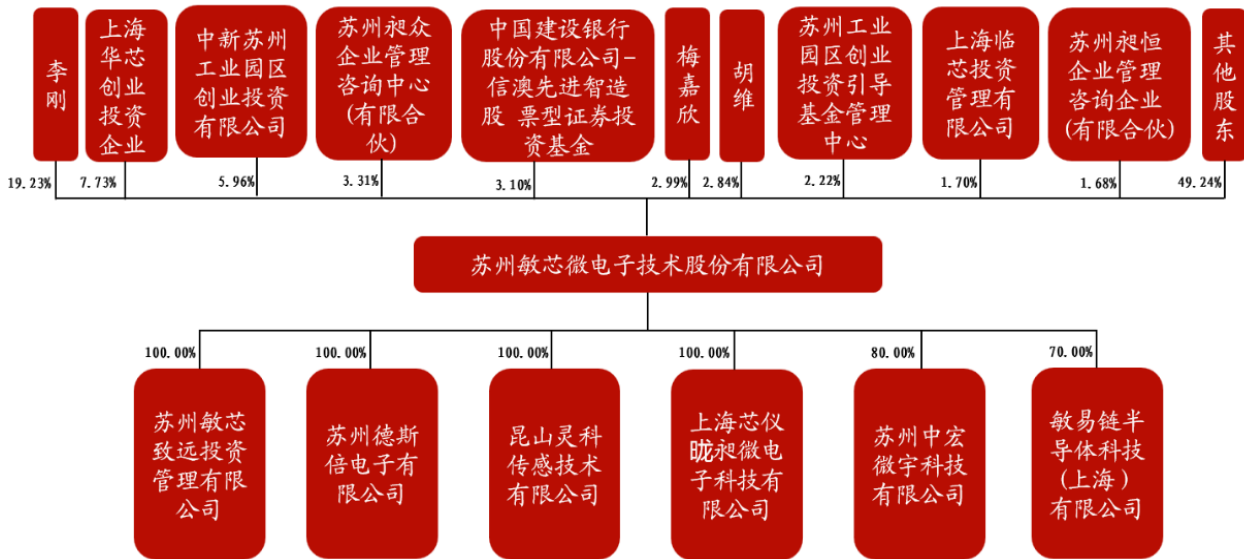 李
刚
上海
华芯
创业
投资
企业
中新苏州
工业园区
创业投资
有限公司
苏州昶众
企业管理
咨询中心
(有限合
伙)
中国建设银行
股份有限公司-
信澳先进智造
股 票型证券投
资基金
梅
嘉
欣
胡
维
苏州工业
园区创业
投资引导
基金管理
中心
上海临
芯投资
管理有
限公司
苏州昶恒
企业管理
咨询企业
(有限合伙)
其
他
股
东
19.23%
7.73%
5.96%
3.31%
3.10%
2.99%
2.84%
2.22%
1.70%
1.68%
49.24%
苏州敏芯微电子技术股份有限公司
100.00%
100.00%
100.00%
100.00%
80.00%
70.00%
苏州敏芯
致远投资
管理有限
公司
苏州德斯
倍电子有
限公司
昆山灵科
传感技术
有限公司
上海芯仪
昽昶微电
子科技有
限公司
苏州中宏
微宇科技
有限公司
敏易链半
导体科技
(上海)
有限公司